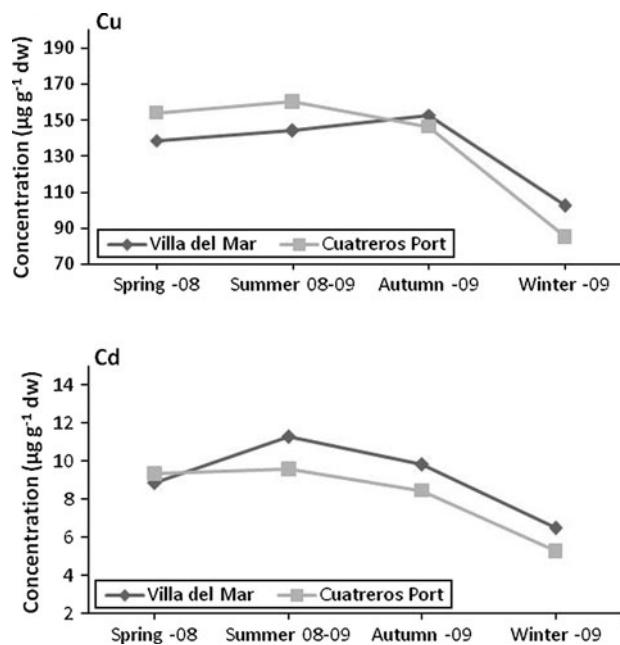 Cu
Concentration (µg g⁻¹ dw)
190
170
150
130
110
90
70
Villa del Mar
Cuatreros Port
Spring -08
Summer 08-09
Autumn -09
Winter -09
Cd
Concentration (µg g⁻¹ dw)
14
12
10
8
6
4
2
Villa del Mar
Cuatreros Port
Spring -08
Summer 08-09
Autumn -09
Winter -09